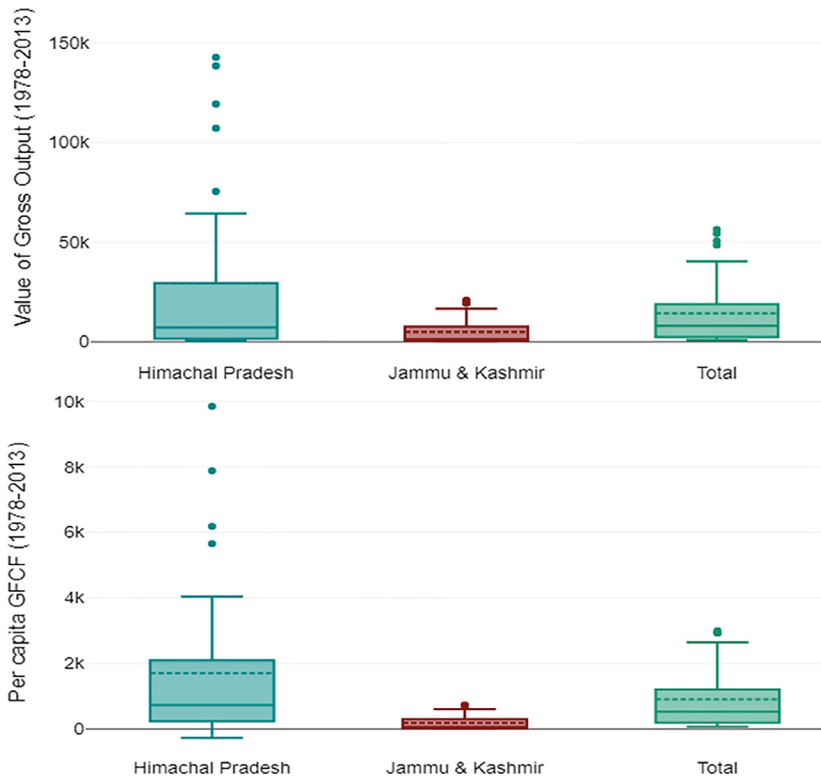 Value of Gross Output (1978-2013)
150k
100k
50k
0
Himachal Pradesh Jammu & Kashmir Total
Per capita GFCF (1978-2013)
10k
8k
6k
4k
2k
0
Himachal Pradesh Jammu & Kashmir Total